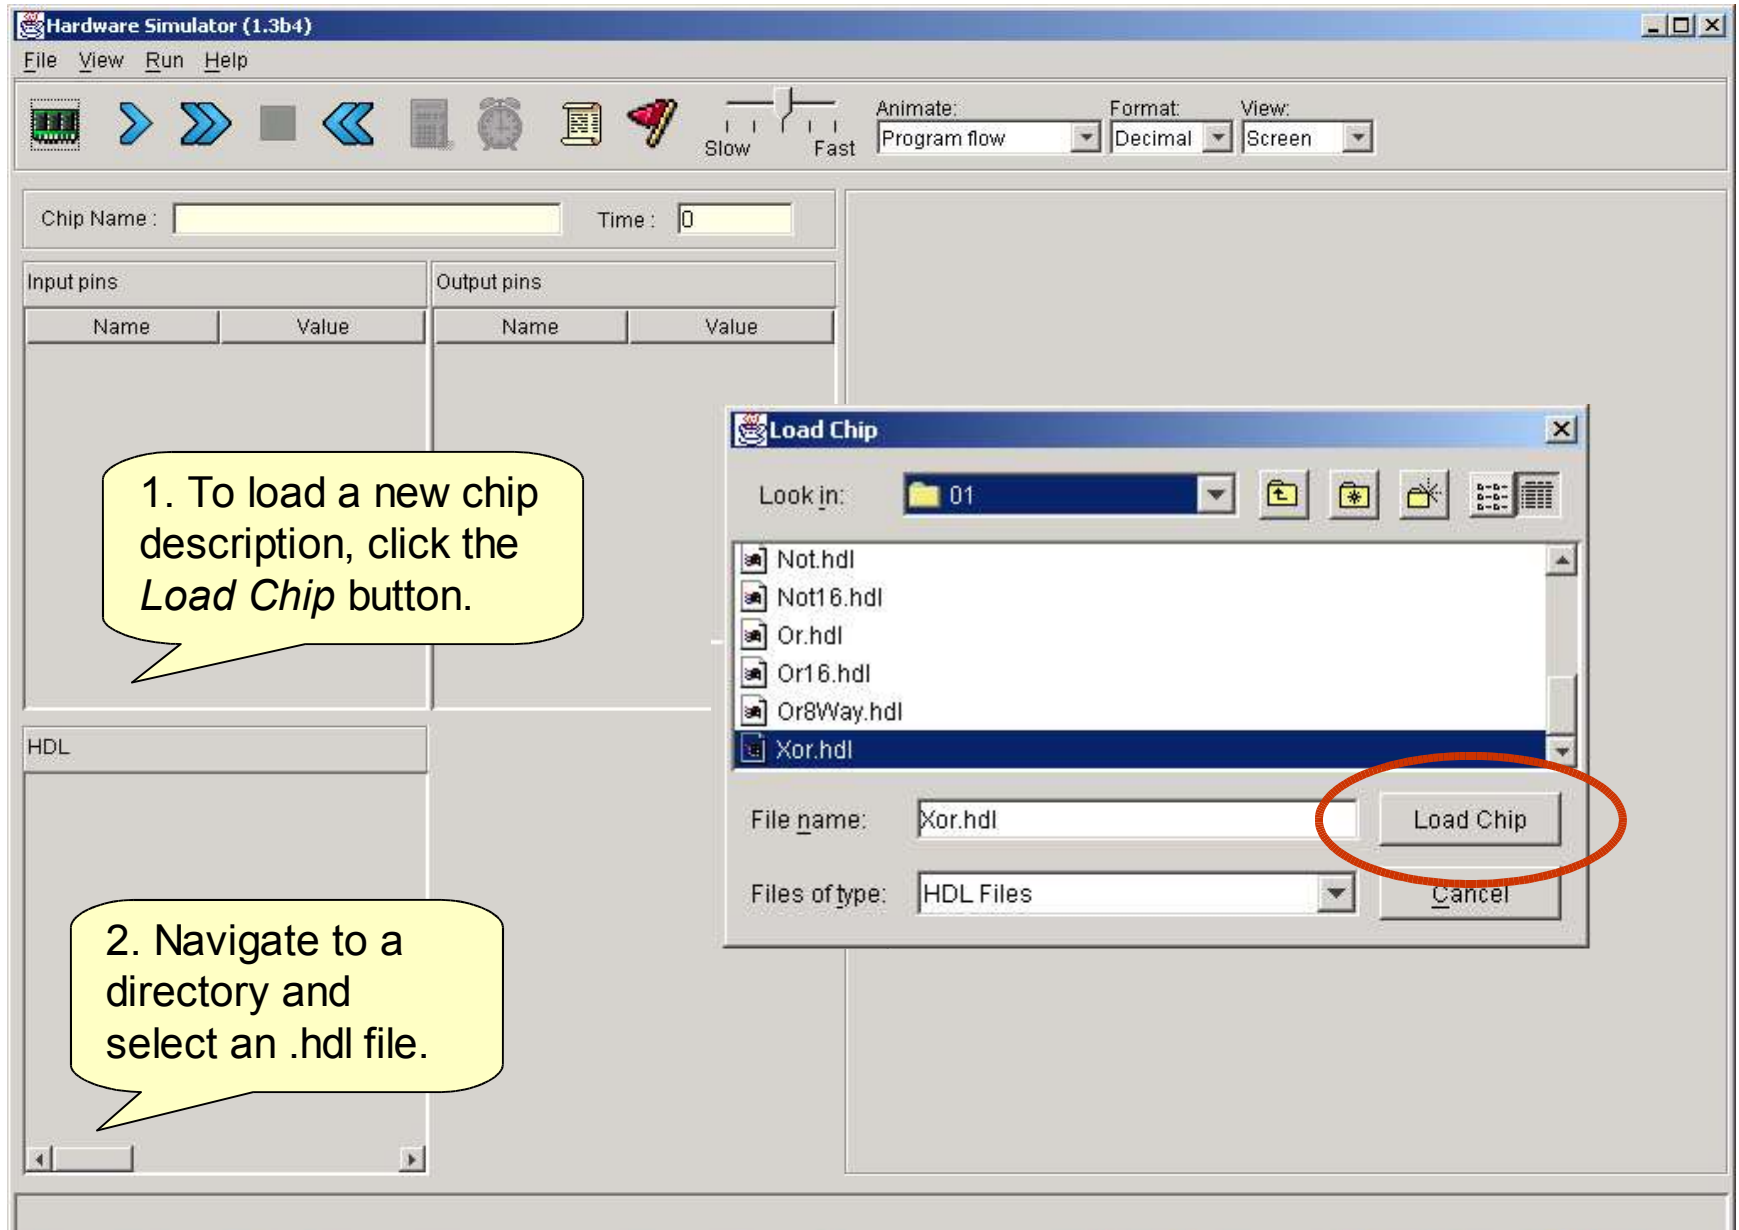 Hardware Simulator (1.3b4)
File View Run Help
Slow Fast
Animate:
Program flow
Format:
Decimal
View:
Screen
Chip Name :
Time : 0
Input pins
Output pins
Name Value
Name Value
1. To load a new chip
description, click the
Load Chip button.
HDL
2. Navigate to a
directory and
select an .hdl file.
Load Chip
Look in: 01
Not.hdl
Not16.hdl
Or.hdl
Or16.hdl
Or8Way.hdl
Xor.hdl
File name: Xor.hdl
Load Chip
Files of type: HDL Files
Cancel